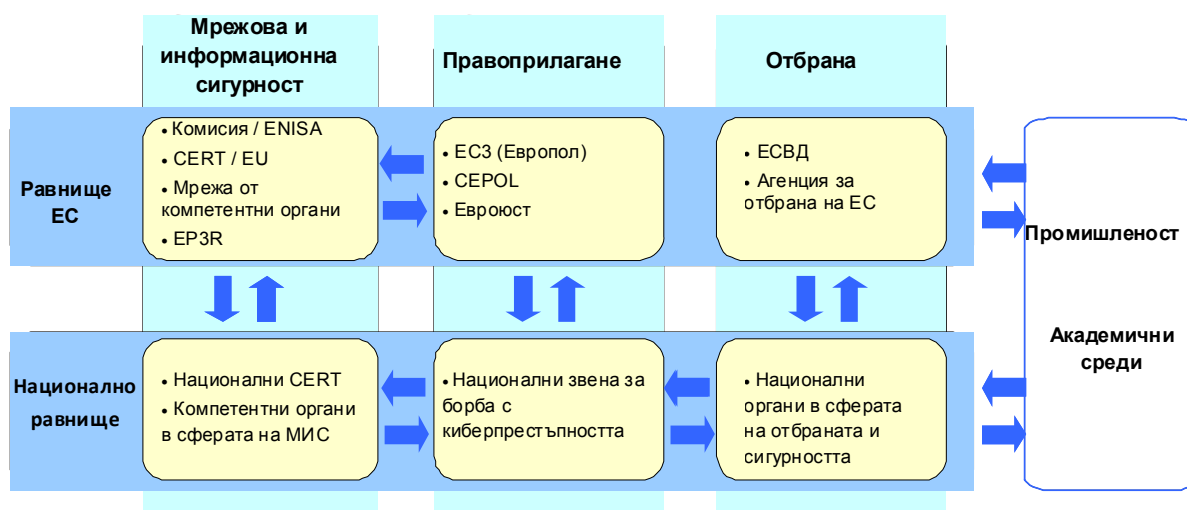 Мрежова и
информационна
сигурност
Правоприлагане
Отбрана
Равнище
ЕС
• Комисия / ENISA
• CERT / EU
• Мрежа от
компетентни органи
• EP3R
• EC3 (Европол)
• CEPOL
• Евроюст
• ЕСВД
• Агенция за
отбрана на ЕС
Промишленост
Академични
среди
Национално
равнище
• Национални CERT
• Компетентни органи
в сферата на МИС
• Национални звена за
борба с
киберпрестъпността
• Национални
органи в сферата
на отбраната и
сигурността